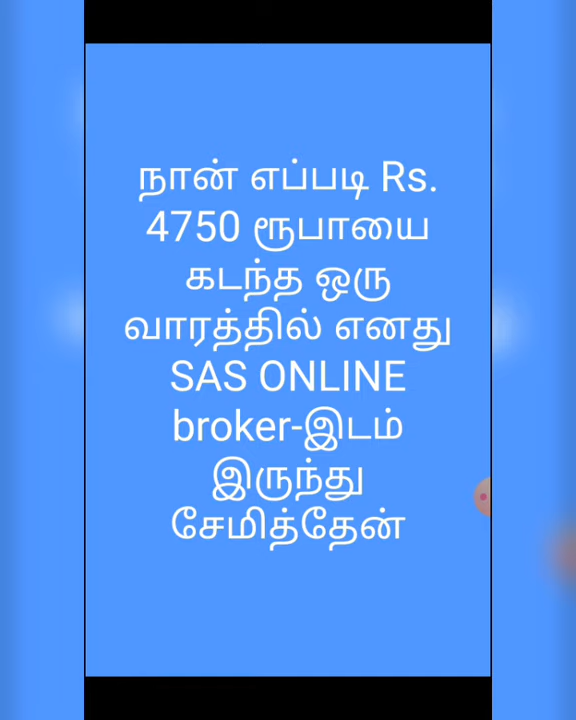 நான் எப்படி Rs.
4750 ரூபாயை
கடந்த ஒரு
வாரத்தில் எனது
SAS ONLINE
broker-இடம்
இருந்து
சேமித்தேன்